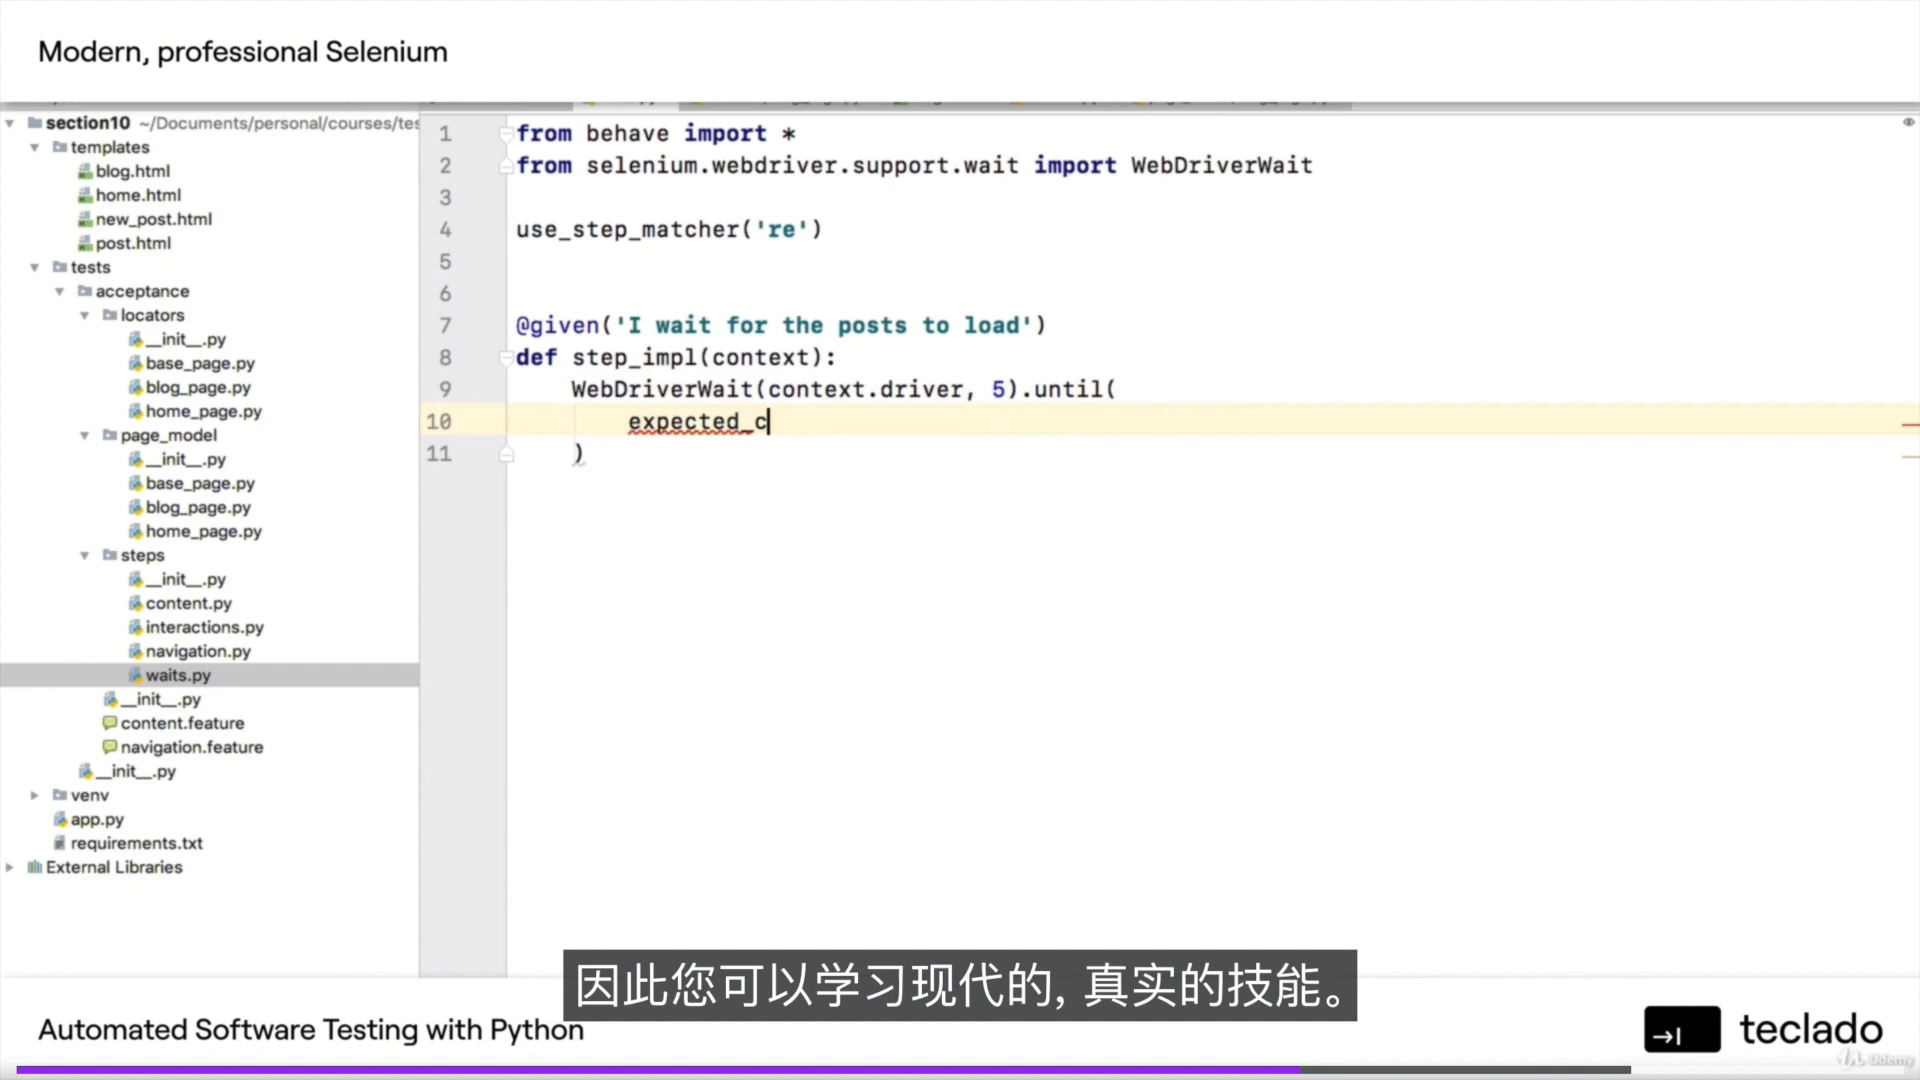 Modern, professional Selenium
section10 ~/Documents/personal/courses/tes
templates
blog.html
home.html
new_post.html
post.html
tests
acceptance
locators
__init__.py
base_page.py
blog_page.py
home_page.py
page_model
__init__.py
base_page.py
blog_page.py
home_page.py
steps
__init__.py
content.py
interactions.py
navigation.py
waits.py
__init__.py
content.feature
navigation.feature
__init__.py
venv
app.py
requirements.txt
External Libraries
1 from behave import *
2 from selenium.webdriver.support.wait import WebDriverWait
3
4 use_step_matcher('re')
5
6
7 @given('I wait for the posts to load')
8 def step_impl(context):
9 WebDriverWait(context.driver, 5).until(
10 expected_c
11 )
因此您可以学习现代的, 真实的技能。
Automated Software Testing with Python
teclado
Udemy